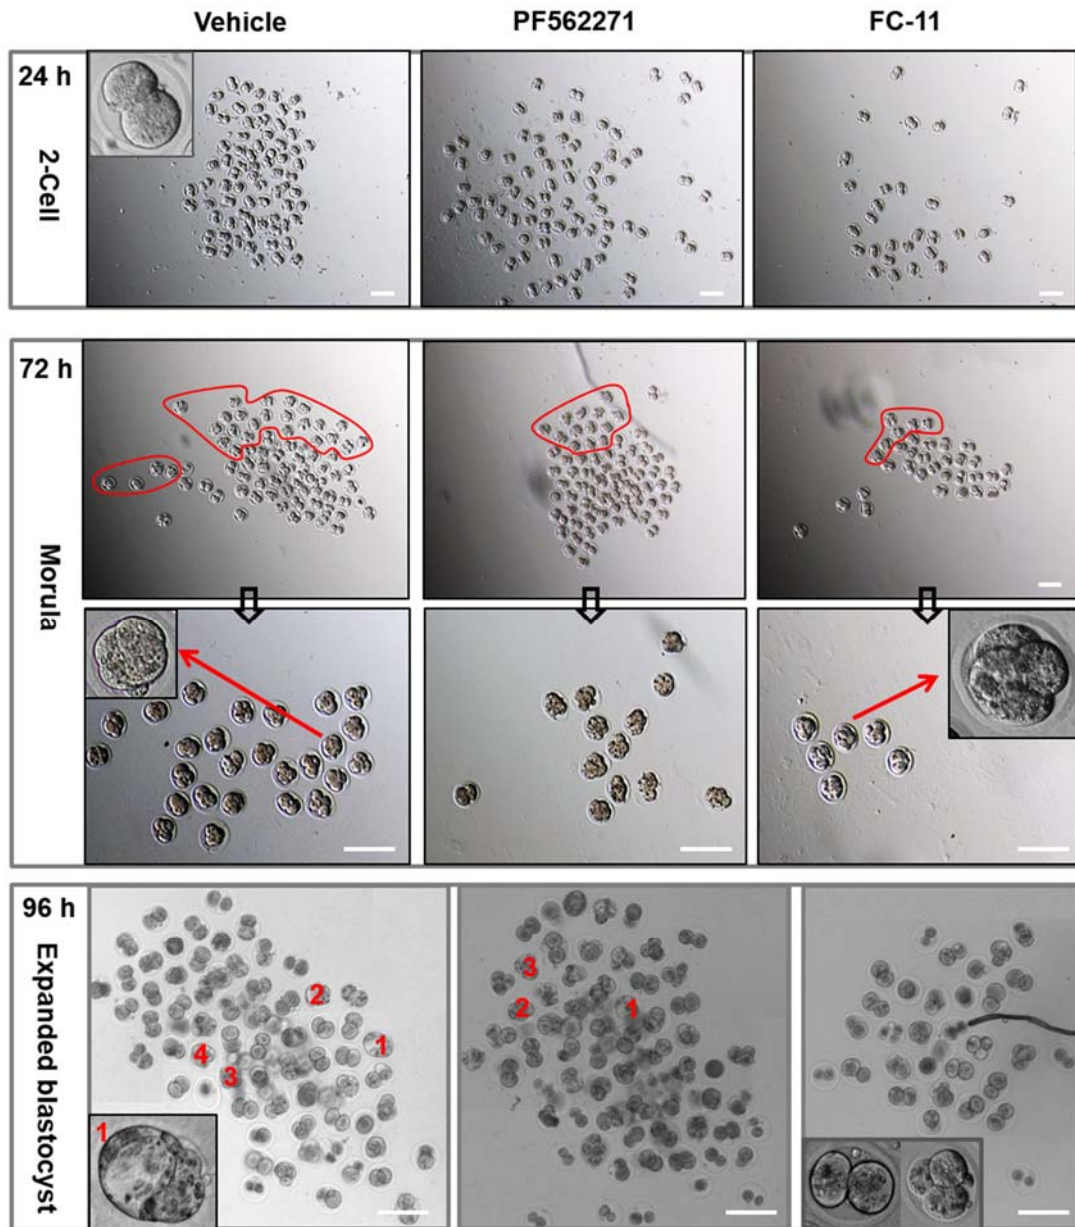 Vehicle PF562271 FC-11
24 h
2-Cell
72 h
Morula
96 h
Expanded blastocyst
3
2
2
1
1
4
3
1